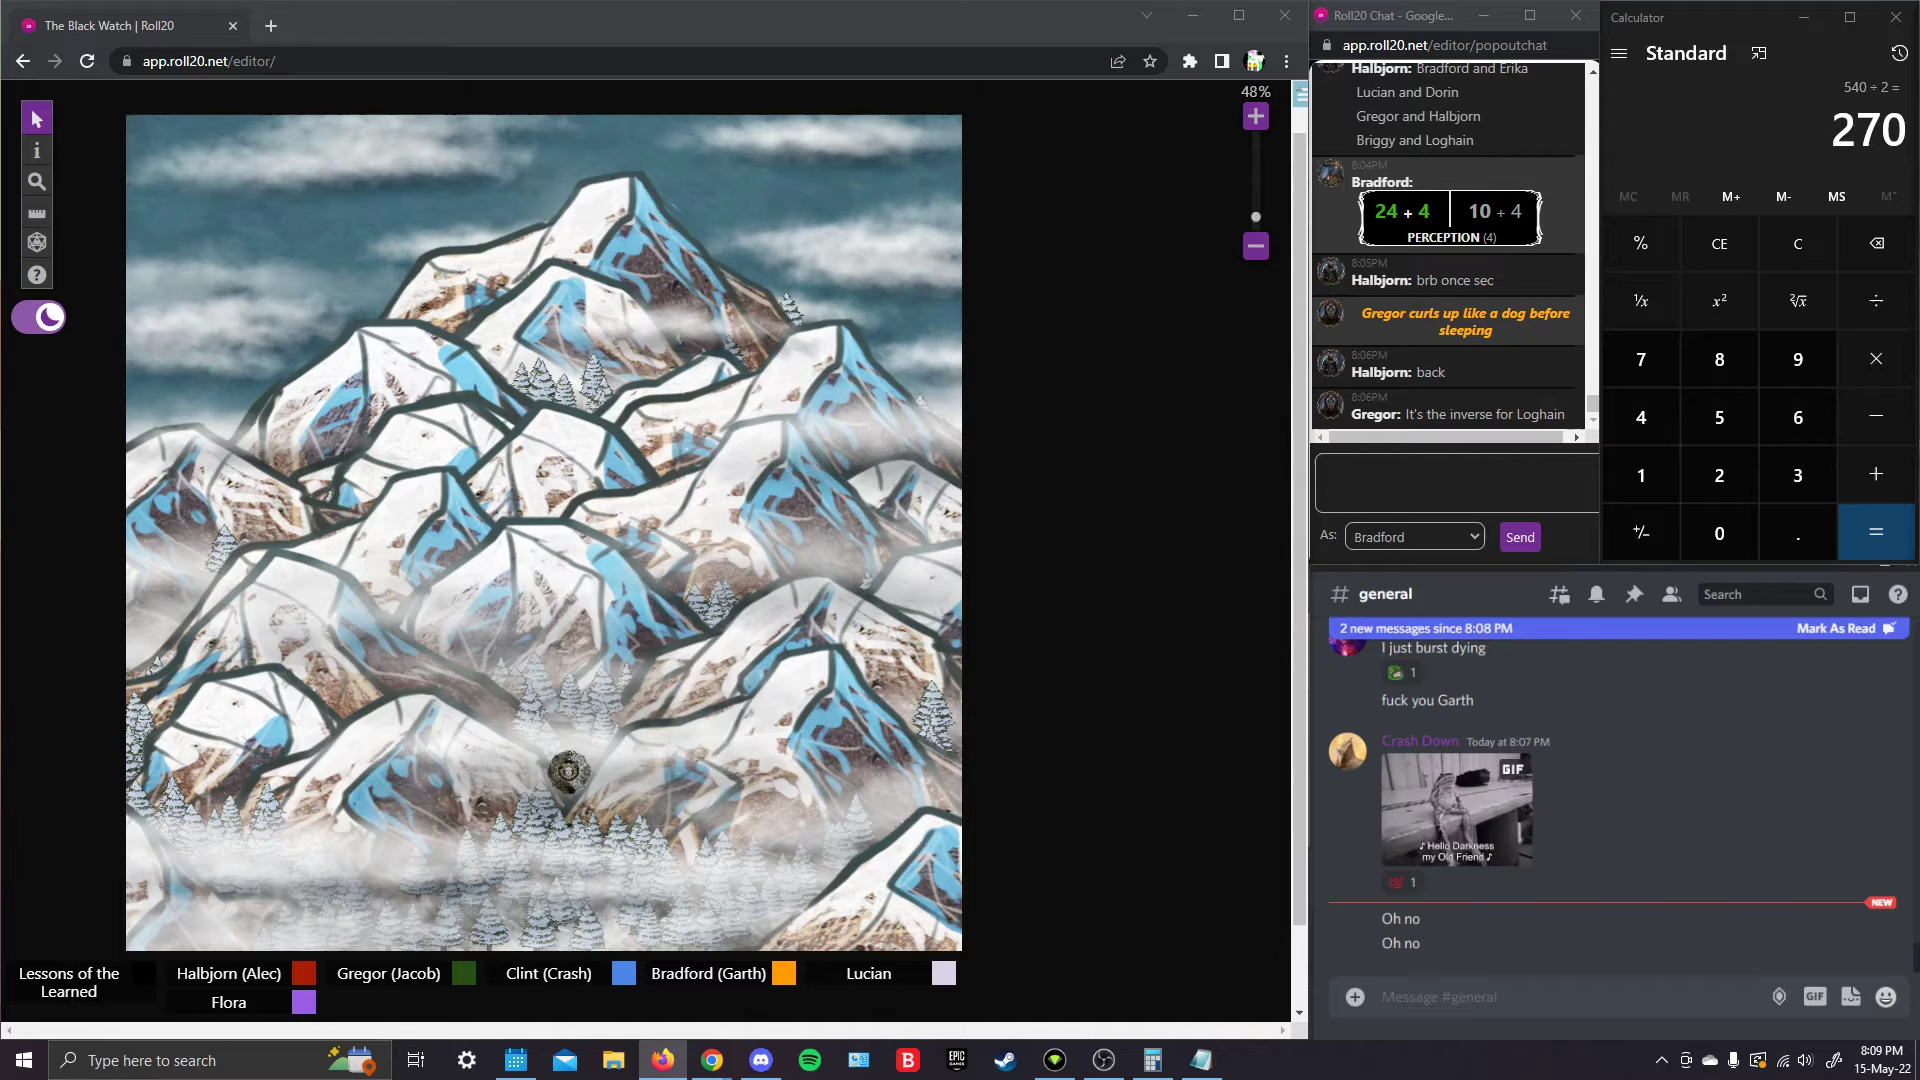 The Black Watch | Roll20
app.roll20.net/editor/
48%
Lessons of the
Learned
Halbjorn (Alec)
Gregor (Jacob)
Clint (Crash)
Bradford (Garth)
Lucian
Flora
Roll20 Chat - Google...
app.roll20.net/editor/popoutchat
Halbjorn: Bradford and Erika
Lucian and Dorin
Gregor and Halbjorn
Briggy and Loghain
8:04PM
Bradford:
24 + 4
10 + 4
PERCEPTION (4)
8:05PM
Halbjorn: brb once sec
Gregor curls up like a dog before
sleeping
8:06PM
Halbjorn: back
8:06PM
Gregor: It's the inverse for Loghain
As:
Bradford
Send
Calculator
Standard
540 ÷ 2 =
270
MC MR M+ M- MS M˅
% CE C
¹/x x² ²√x ÷
7 8 9 ×
4 5 6 −
1 2 3 +
+/− 0 . =
# general
Search
2 new messages since 8:08 PM
Mark As Read
I just burst dying
1
fuck you Garth
Crash Down Today at 8:07 PM
GIF
♪ Hello Darkness
my Old Friend ♪
1
NEW
Oh no
Oh no
Message #general
GIF
Type here to search
B
EPIC
GAMES
8:09 PM
15-May-22